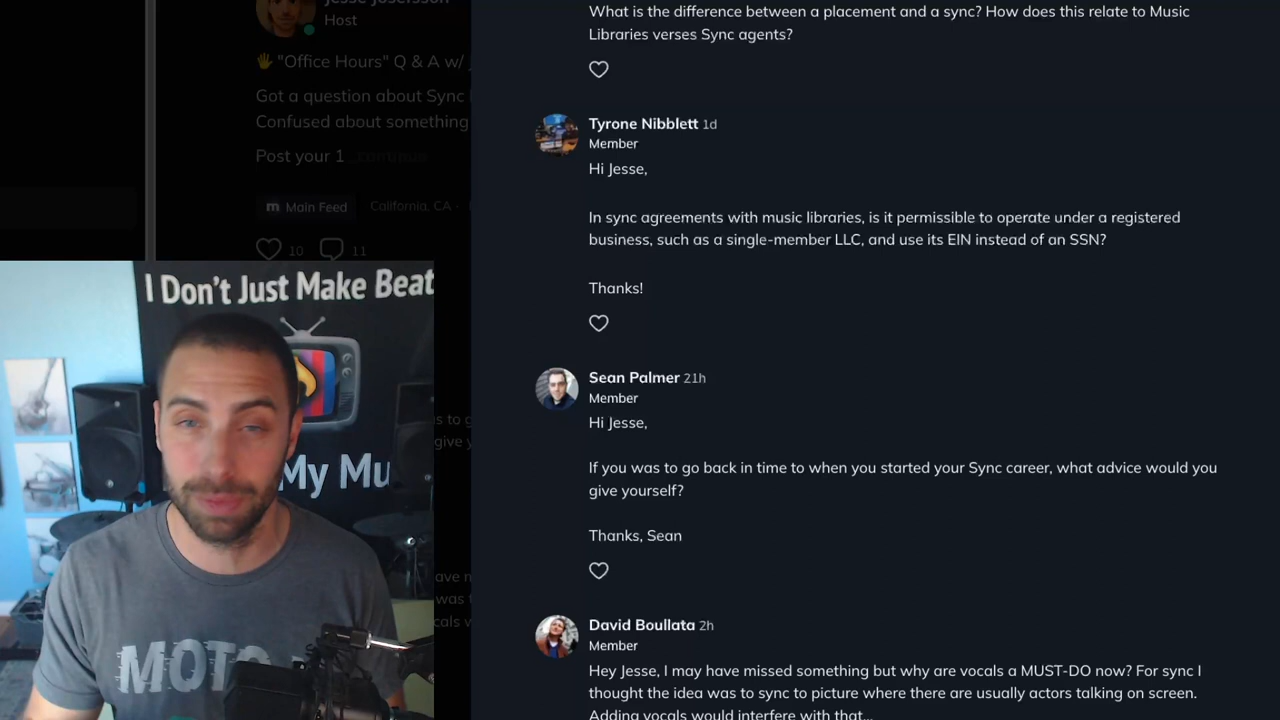 Host
"Office Hours" Q & A w/
Got a question about Sync
Confused about something
Post your 1 ...continue
Main Feed
California, CA ·
10
11
What is the difference between a placement and a sync? How does this relate to Music
Libraries verses Sync agents?
Tyrone Nibblett 1d
Member
Hi Jesse,
In sync agreements with music libraries, is it permissible to operate under a registered
business, such as a single-member LLC, and use its EIN instead of an SSN?
Thanks!
Sean Palmer 21h
Member
Hi Jesse,
If you was to go back in time to when you started your Sync career, what advice would you
give yourself?
Thanks, Sean
David Boullata 2h
Member
Hey Jesse, I may have missed something but why are vocals a MUST-DO now? For sync I
thought the idea was to sync to picture where there are usually actors talking on screen.
Adding vocals would interfere with that...
I Don't Just Make Beat
My Mu
MOTO